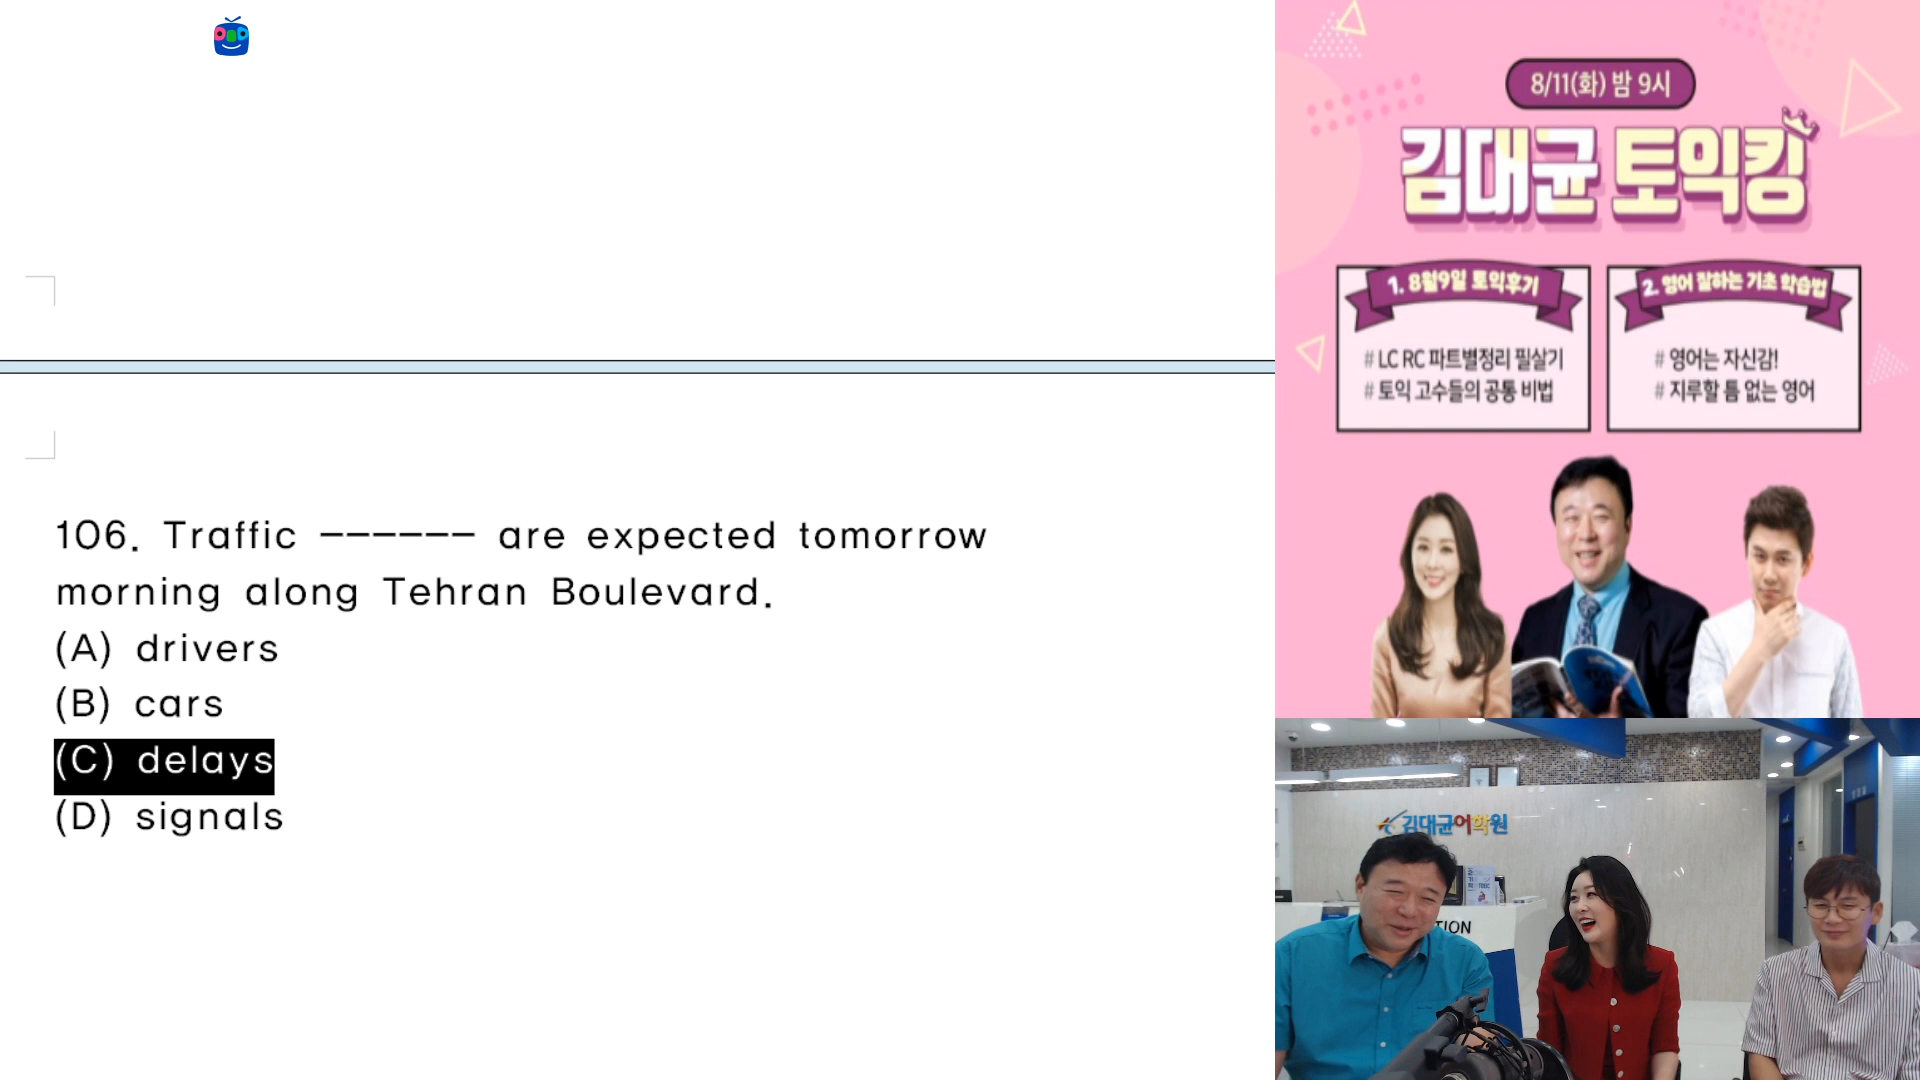 106. Traffic ------ are expected tomorrow
morning along Tehran Boulevard.
(A) drivers
(B) cars
(C) delays
(D) signals
8/11(화) 밤 9시
김대균 토익킹
1. 8월9일 토익후기
# LC RC 파트별정리 필살기
# 토익 고수들의 공통 비법
2. 영어 잘하는 기초 학습법
# 영어는 자신감!
# 지루할 틈 없는 영어
김대균어학원
TION